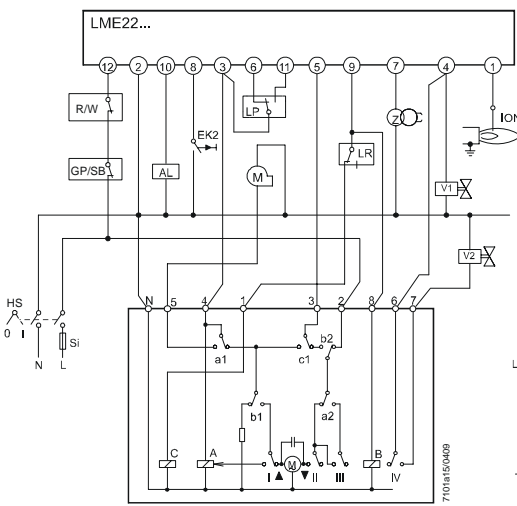 LME22...
12 2 10 8 3 6 11 5 9 7 4 1
R/W
LP
EK2
Z
ION
GP/SB
AL
M
LR
V1
V2
HS
0 I
Si
N L
N 5 4 1 3 2 8 6 7
a1
c1
b2
b1
a2
C
A
I
M
II
III
B
IV
7101a15/0409
L